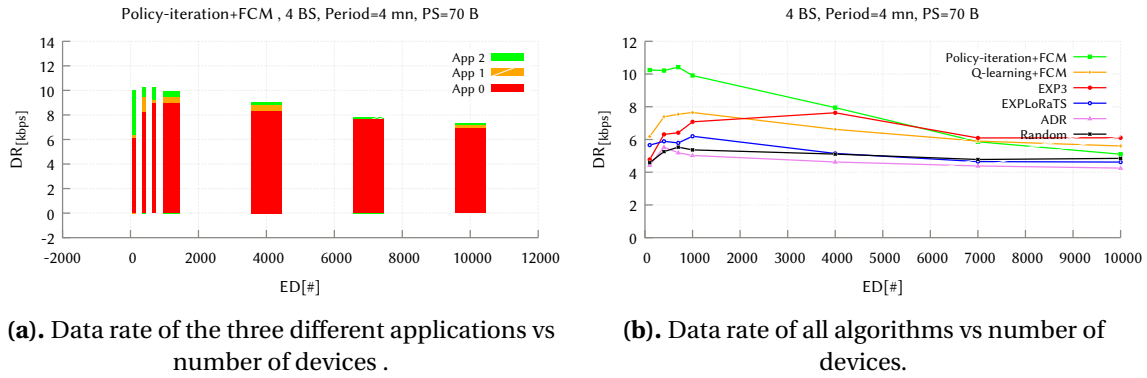 Policy-iteration+FCM , 4 BS, Period=4 mn, PS=70 B
14
12
10
8
6
4
2
0
-2
DR[kbps]
App 2
App 1
App 0
-2000 0 2000 4000 6000 8000 10000 12000
ED[#]
(a). Data rate of the three different applications vs
number of devices .
4 BS, Period=4 mn, PS=70 B
12
10
8
6
4
2
0
DR[kbps]
Policy-iteration+FCM
Q-learning+FCM
EXP3
EXPLoRaTS
ADR
Random
0 1000 2000 3000 4000 5000 6000 7000 8000 9000 10000
ED[#]
(b). Data rate of all algorithms vs number of
devices.